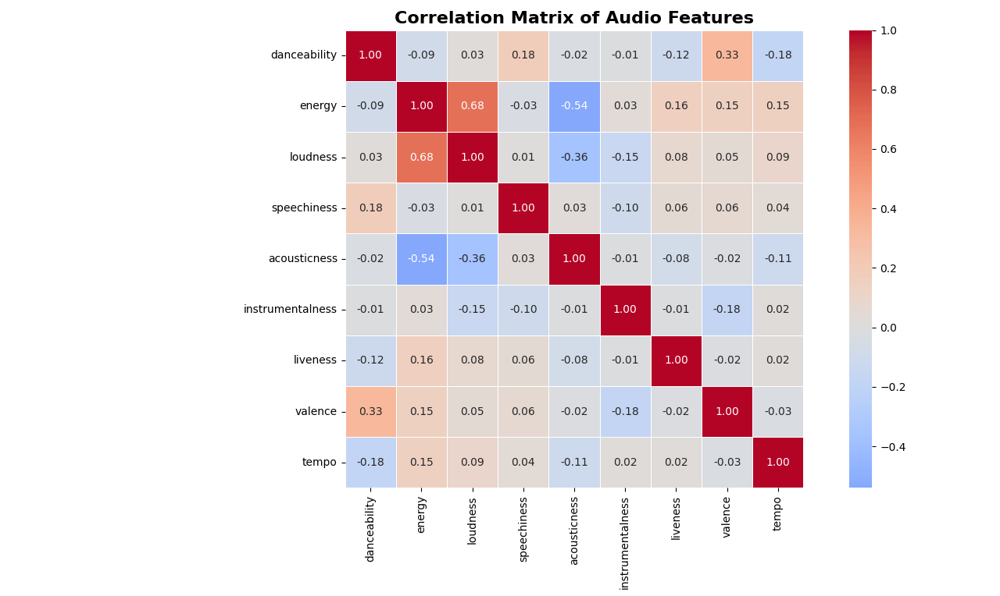 Correlation Matrix of Audio Features
danceability 1.00 -0.09 0.03 0.18 -0.02 -0.01 -0.12 0.33 -0.18
energy -0.09 1.00 0.68 -0.03 -0.54 0.03 0.16 0.15 0.15
loudness 0.03 0.68 1.00 0.01 -0.36 -0.15 0.08 0.05 0.09
speechiness 0.18 -0.03 0.01 1.00 0.03 -0.10 0.06 0.06 0.04
acousticness -0.02 -0.54 -0.36 0.03 1.00 -0.01 -0.08 -0.02 -0.11
instrumentalness -0.01 0.03 -0.15 -0.10 -0.01 1.00 -0.01 -0.18 0.02
liveness -0.12 0.16 0.08 0.06 -0.08 -0.01 1.00 -0.02 0.02
valence 0.33 0.15 0.05 0.06 -0.02 -0.18 -0.02 1.00 -0.03
tempo -0.18 0.15 0.09 0.04 -0.11 0.02 0.02 -0.03 1.00
danceability energy loudness speechiness acousticness instrumentalness liveness valence tempo
1.0
0.8
0.6
0.4
0.2
0.0
−0.2
−0.4